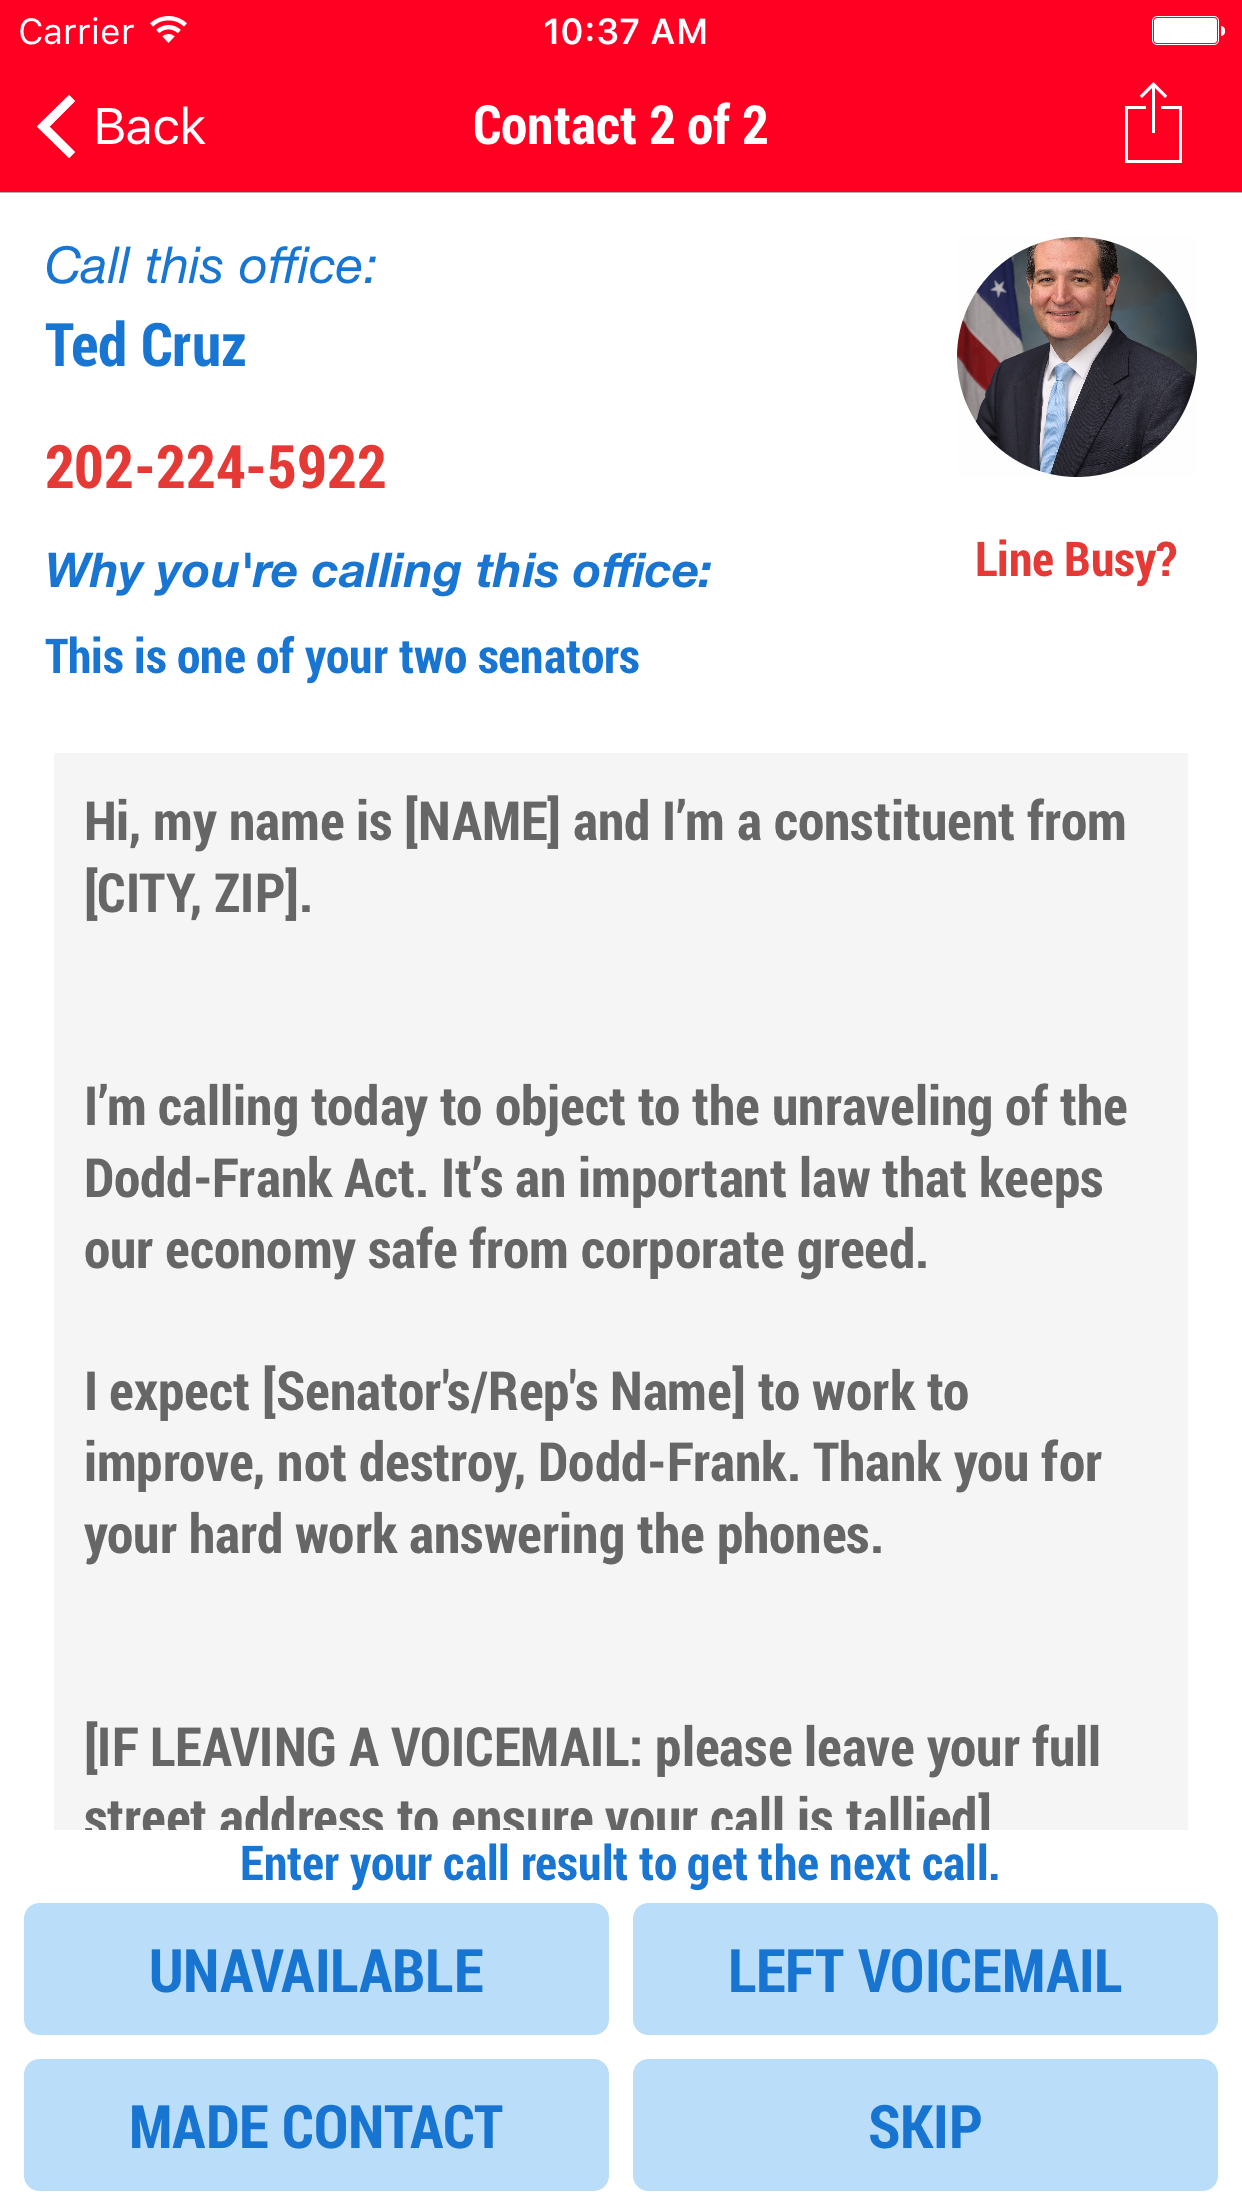 Carrier 10:37 AM
Back Contact 2 of 2
Call this office:
Ted Cruz
202-224-5922
Line Busy?
Why you're calling this office:
This is one of your two senators
Hi, my name is [NAME] and I’m a constituent from
[CITY, ZIP].
I’m calling today to object to the unraveling of the
Dodd-Frank Act. It’s an important law that keeps
our economy safe from corporate greed.
I expect [Senator's/Rep's Name] to work to
improve, not destroy, Dodd-Frank. Thank you for
your hard work answering the phones.
[IF LEAVING A VOICEMAIL: please leave your full
street address to ensure your call is tallied]
Enter your call result to get the next call.
UNAVAILABLE LEFT VOICEMAIL
MADE CONTACT SKIP